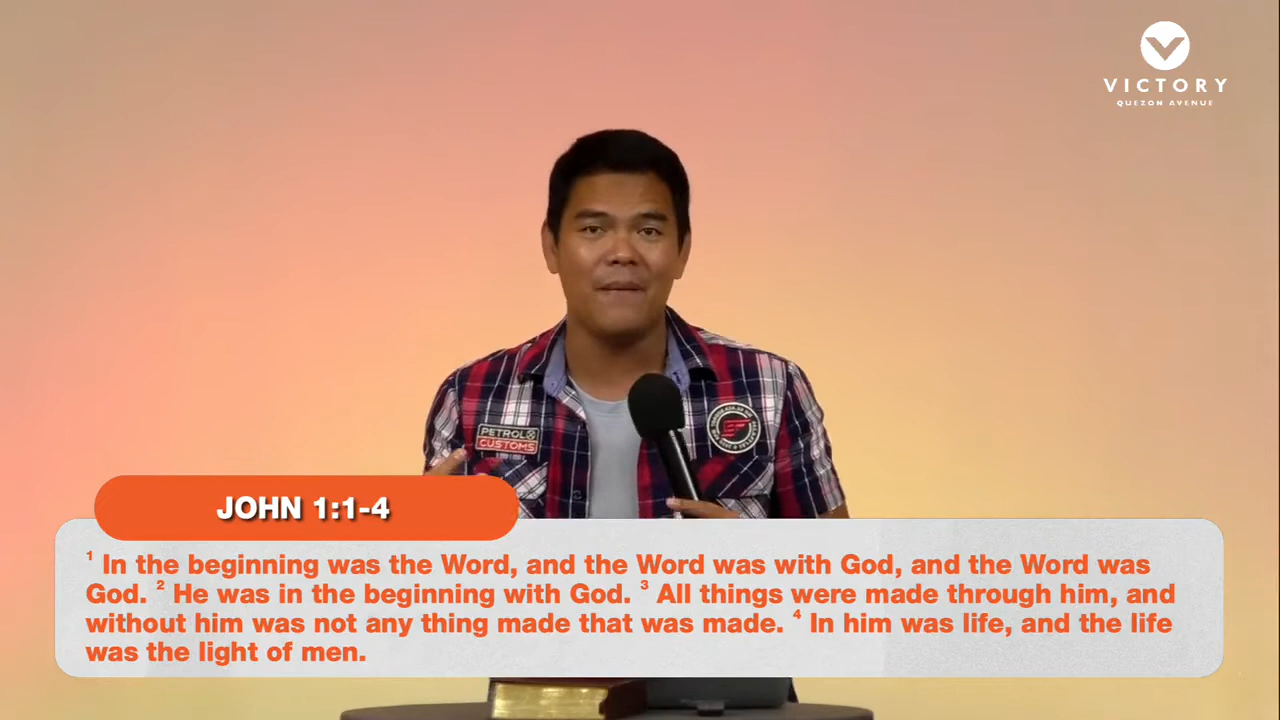 VICTORY
QUEZON AVENUE
PETROL
CUSTOMS
JOHN 1:1-4
1 In the beginning was the Word, and the Word was with God, and the Word was
God. 2 He was in the beginning with God. 3 All things were made through him, and
without him was not any thing made that was made. 4 In him was life, and the life
was the light of men.